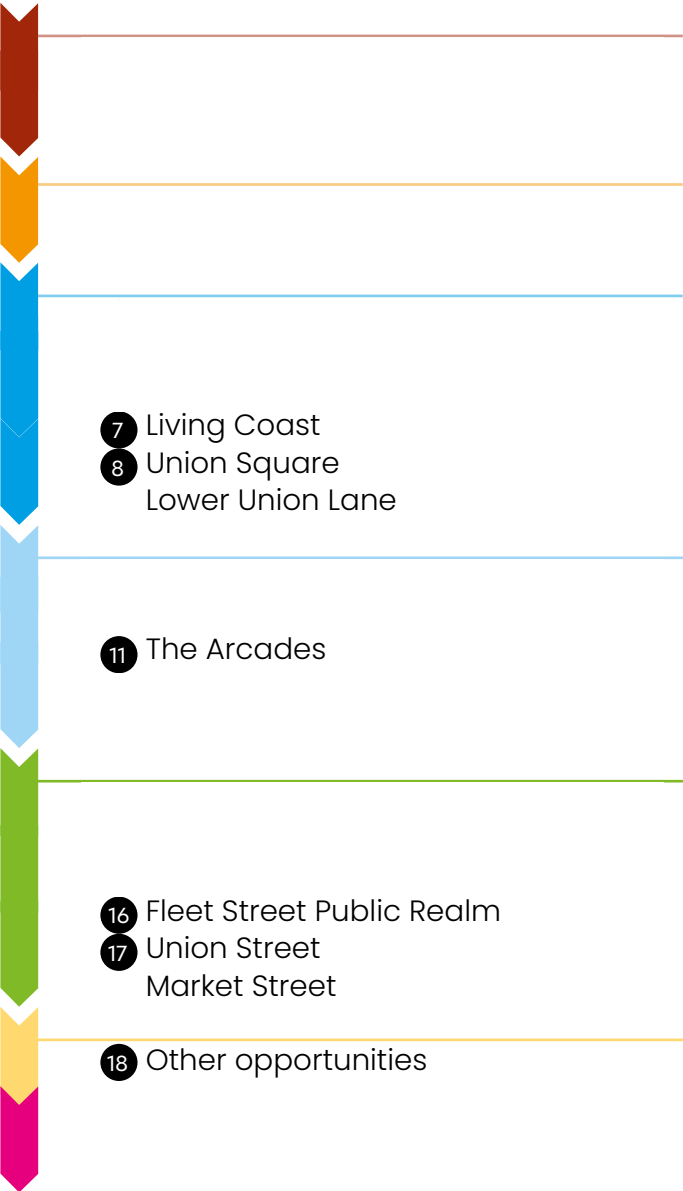 7 Living Coast
8 Union Square
Lower Union Lane
11 The Arcades
16 Fleet Street Public Realm
17 Union Street
Market Street
18 Other opportunities